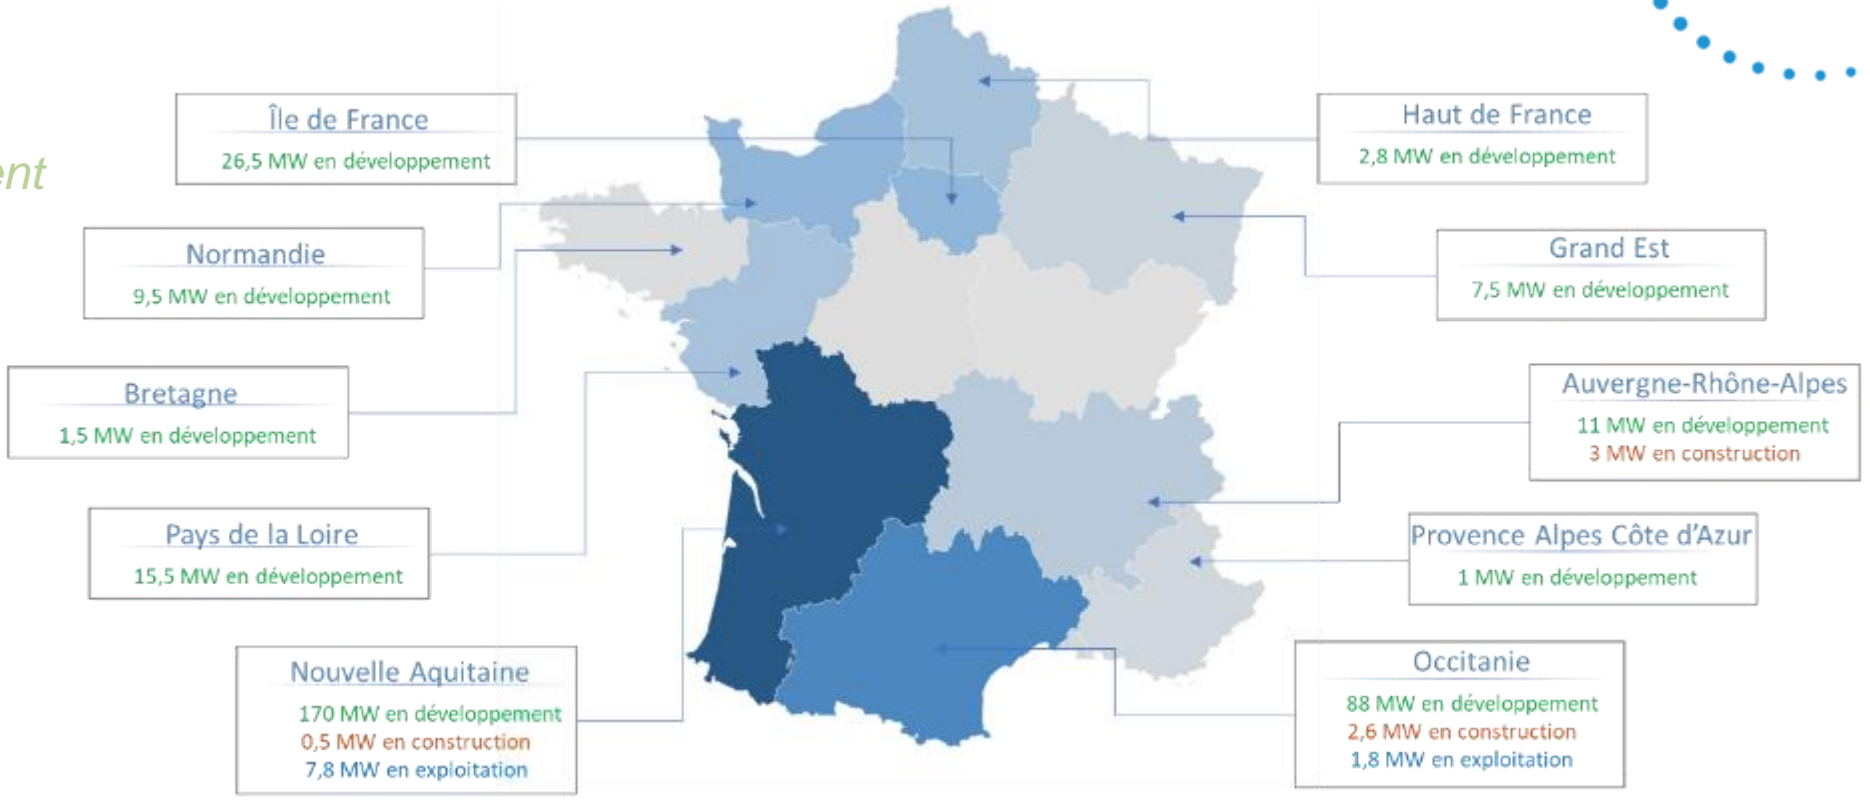 ent
Île de France
26,5 MW en développement
Normandie
9,5 MW en développement
Bretagne
1,5 MW en développement
Pays de la Loire
15,5 MW en développement
Nouvelle Aquitaine
170 MW en développement
0,5 MW en construction
7,8 MW en exploitation
Haut de France
2,8 MW en développement
Grand Est
7,5 MW en développement
Auvergne-Rhône-Alpes
11 MW en développement
3 MW en construction
Provence Alpes Côte d’Azur
1 MW en développement
Occitanie
88 MW en développement
2,6 MW en construction
1,8 MW en exploitation